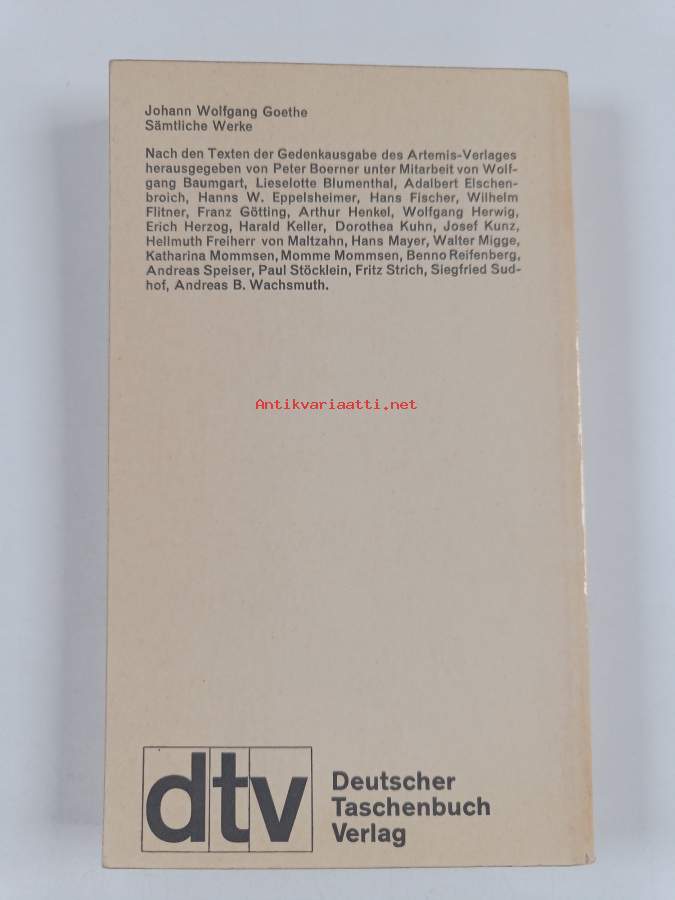 Johann Wolfgang Goethe
Sämtliche Werke
Nach den Texten der Gedenkausgabe des Artemis-Verlages
herausgegeben von Peter Boerner unter Mitarbeit von Wolf-
gang Baumgart, Lieselotte Blumenthal, Adalbert Elschen-
broich, Hanns W. Eppelsheimer, Hans Fischer, Wilhelm
Flitner, Franz Götting, Arthur Henkel, Wolfgang Herwig,
Erich Herzog, Harald Keller, Dorothea Kuhn, Josef Kunz,
Hellmuth Freiherr von Maltzahn, Hans Mayer, Walter Migge,
Katharina Mommsen, Momme Mommsen, Benno Reifenberg,
Andreas Speiser, Paul Stöcklein, Fritz Strich, Siegfried Sud-
hof, Andreas B. Wachsmuth.
Antikvariaatti.net
dtv
Deutscher
Taschenbuch
Verlag